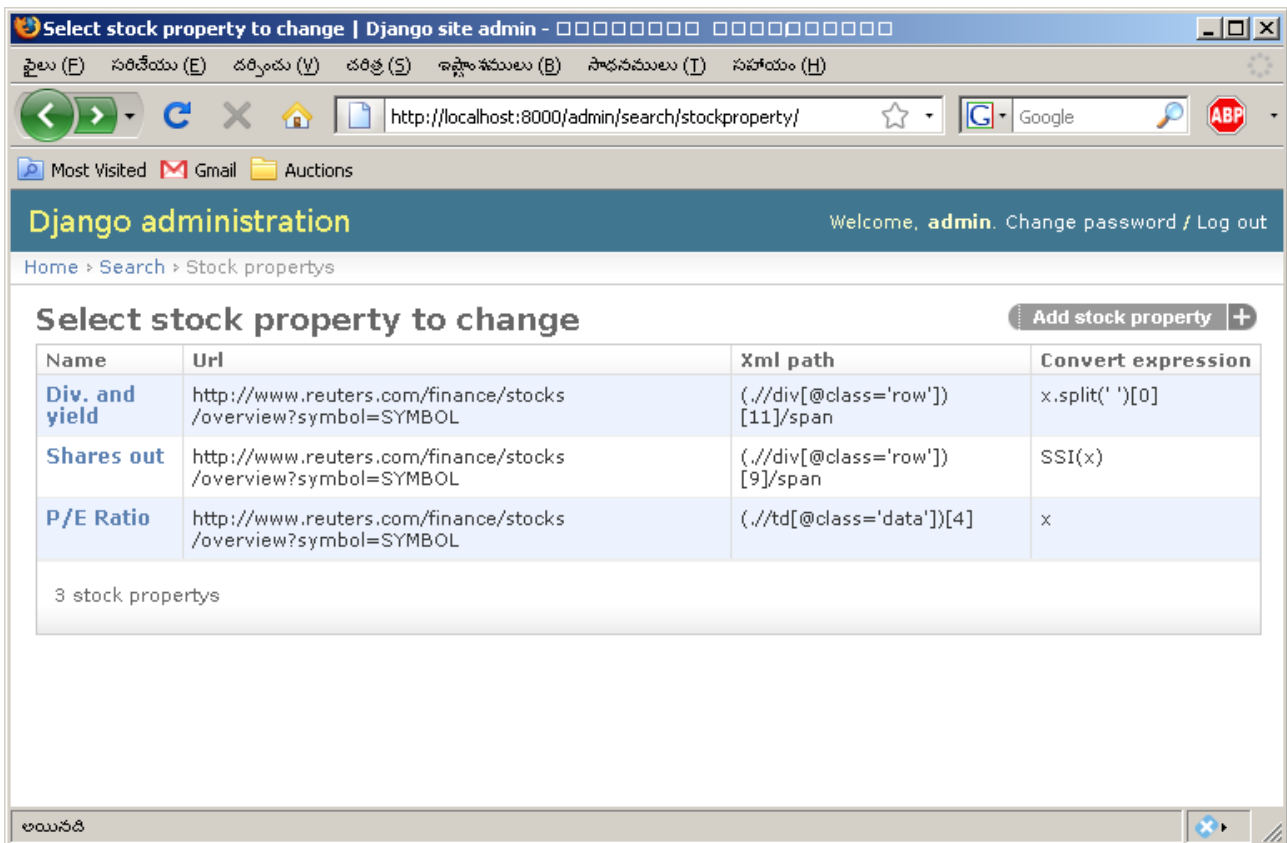 Select stock property to change | Django site admin -
ఫైలు (F) సరిచేయు (E) దర్శించు (V) చరిత్ర (S) ఇష్టాంశములు (B) సాధనములు (T) సహాయం (H)
http://localhost:8000/admin/search/stockproperty/ G Google ABP
Most Visited Gmail Auctions
Django administration Welcome, admin. Change password / Log out
Home › Search › Stock propertys
Select stock property to change Add stock property +
Name Url Xml path Convert expression
Div. and http://www.reuters.com/finance/stocks (.//div[@class='row']) x.split(' ')[0]
yield /overview?symbol=SYMBOL [11]/span
Shares out http://www.reuters.com/finance/stocks (.//div[@class='row']) SSI(x)
/overview?symbol=SYMBOL [9]/span
P/E Ratio http://www.reuters.com/finance/stocks (.//td[@class='data'])[4] x
/overview?symbol=SYMBOL
3 stock propertys
అయినది